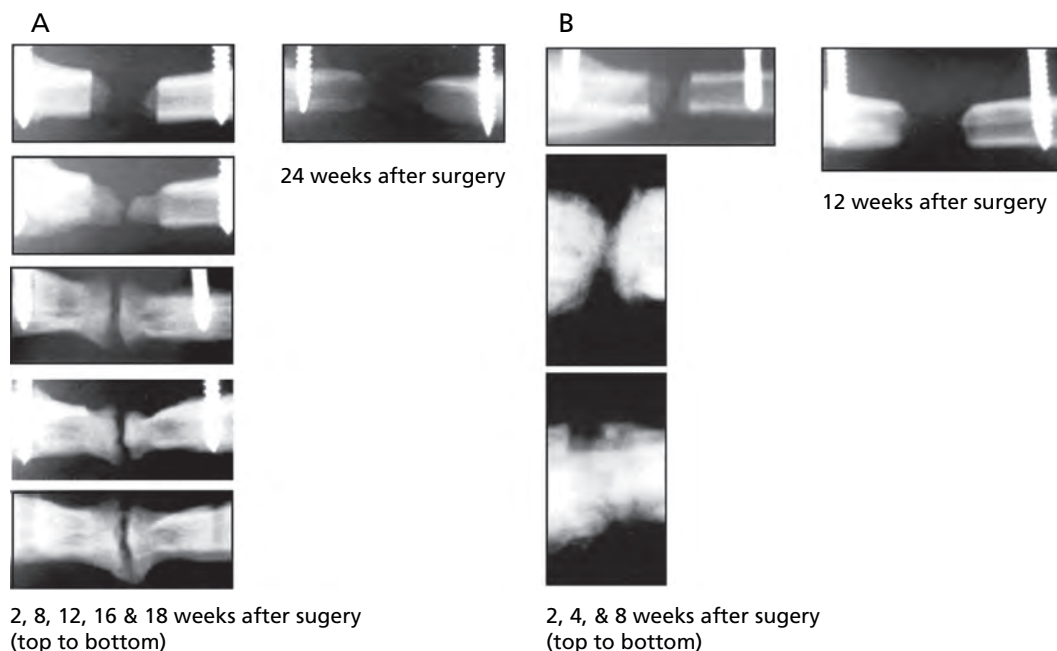 A
B
24 weeks after surgery
12 weeks after surgery
2, 8, 12, 16 & 18 weeks after sugery
(top to bottom)
2, 4, & 8 weeks after sugery
(top to bottom)